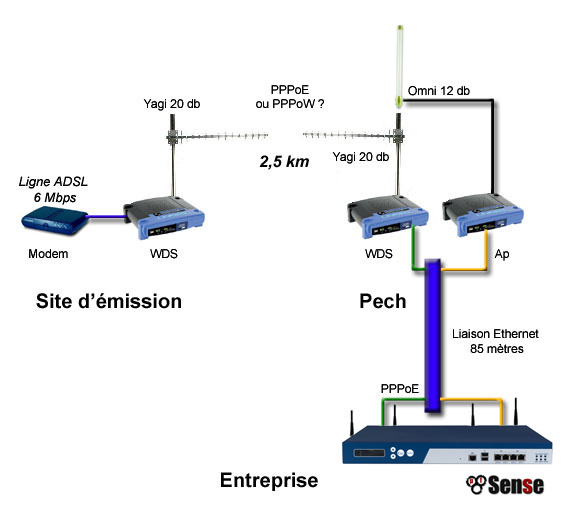 PPPoE
ou PPPoW ?
Omni 12 db
Yagi 20 db
2,5 km
Yagi 20 db
Ligne ADSL
6 Mbps
Modem
WDS
WDS
Ap
Site d'émission
Pech
Liaison Ethernet
85 mètres
PPPoE
Entreprise
Sense